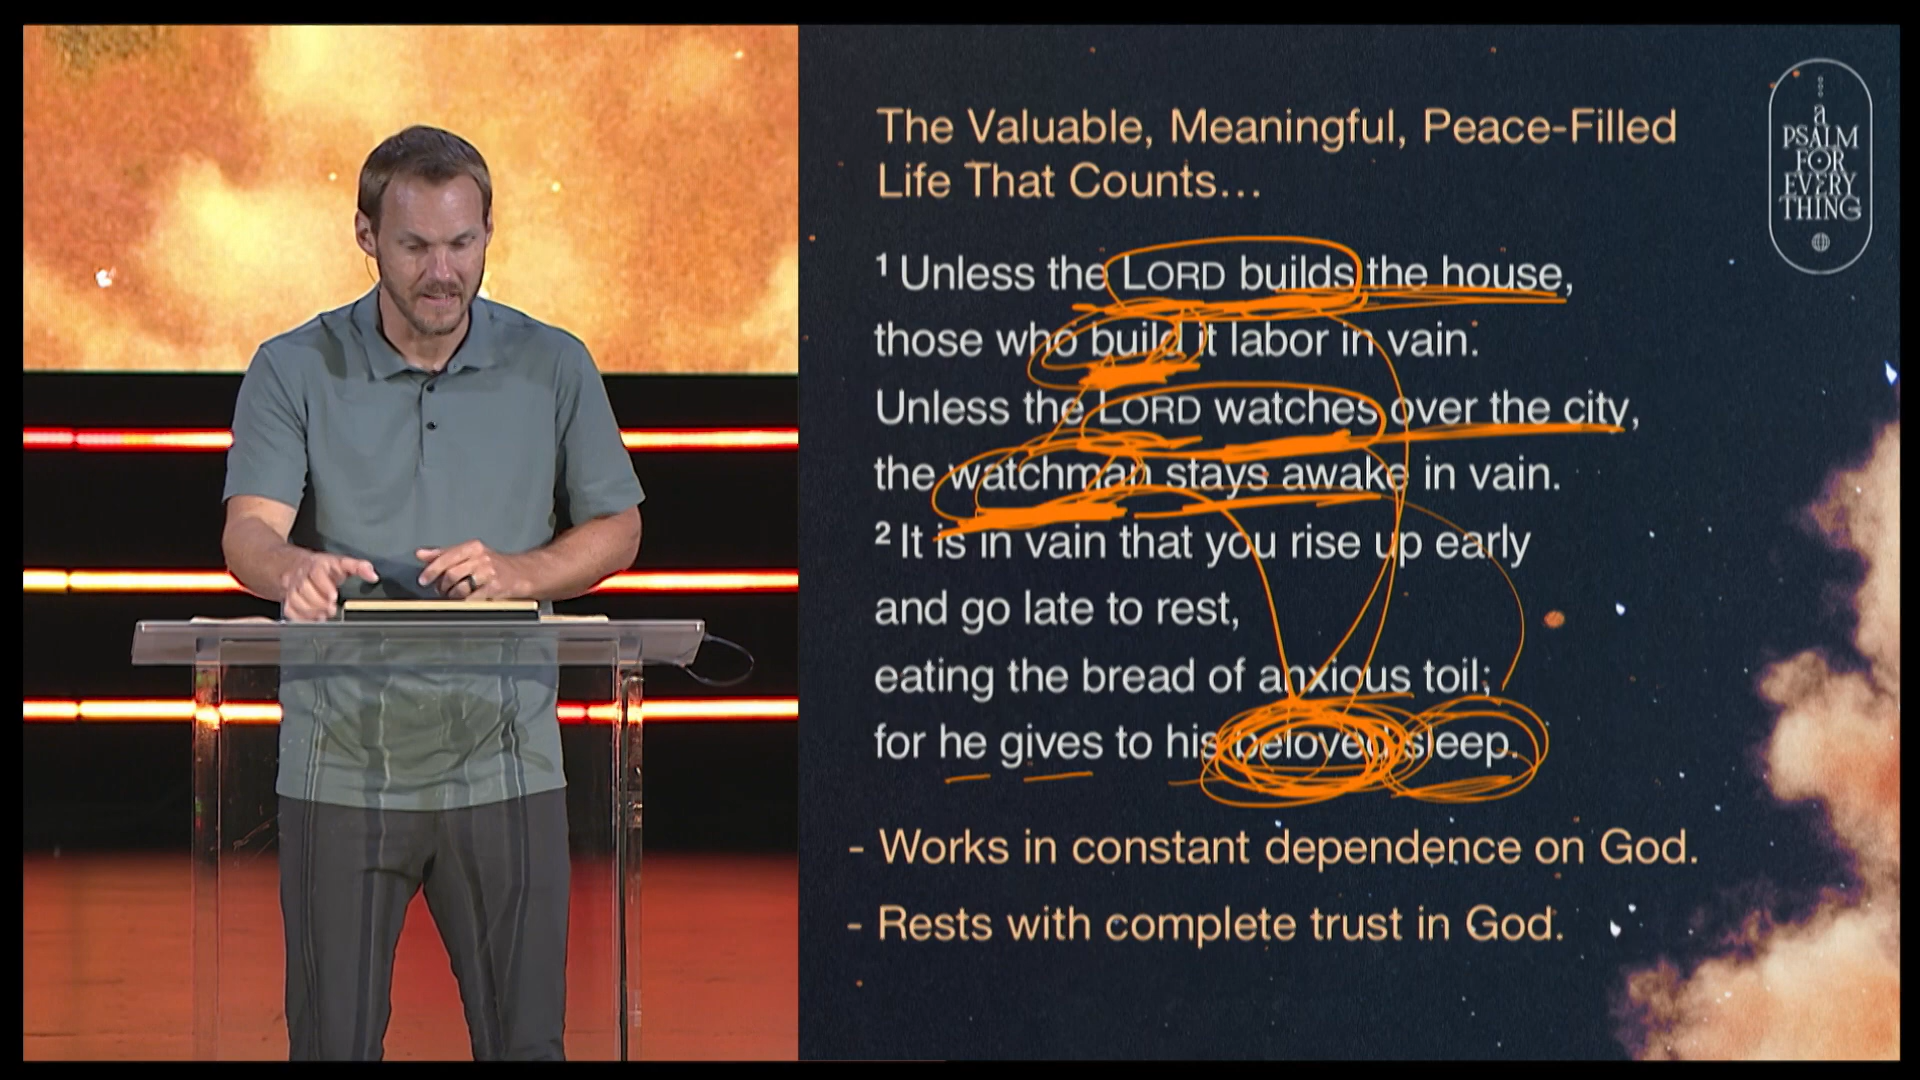 The Valuable, Meaningful, Peace-Filled
Life That Counts…
a
PSALM
FOR
EVERY
THING
¹ Unless the LORD builds the house,
those who build it labor in vain.
Unless the LORD watches over the city,
the watchman stays awake in vain.
² It is in vain that you rise up early
and go late to rest,
eating the bread of anxious toil;
for he gives to his beloved sleep.
- Works in constant dependence on God.
- Rests with complete trust in God.